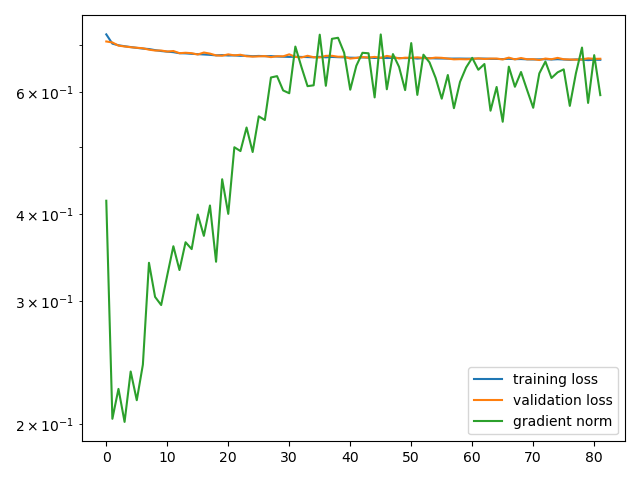 6 × 10⁻¹
4 × 10⁻¹
3 × 10⁻¹
2 × 10⁻¹
0 10 20 30 40 50 60 70 80
training loss
validation loss
gradient norm